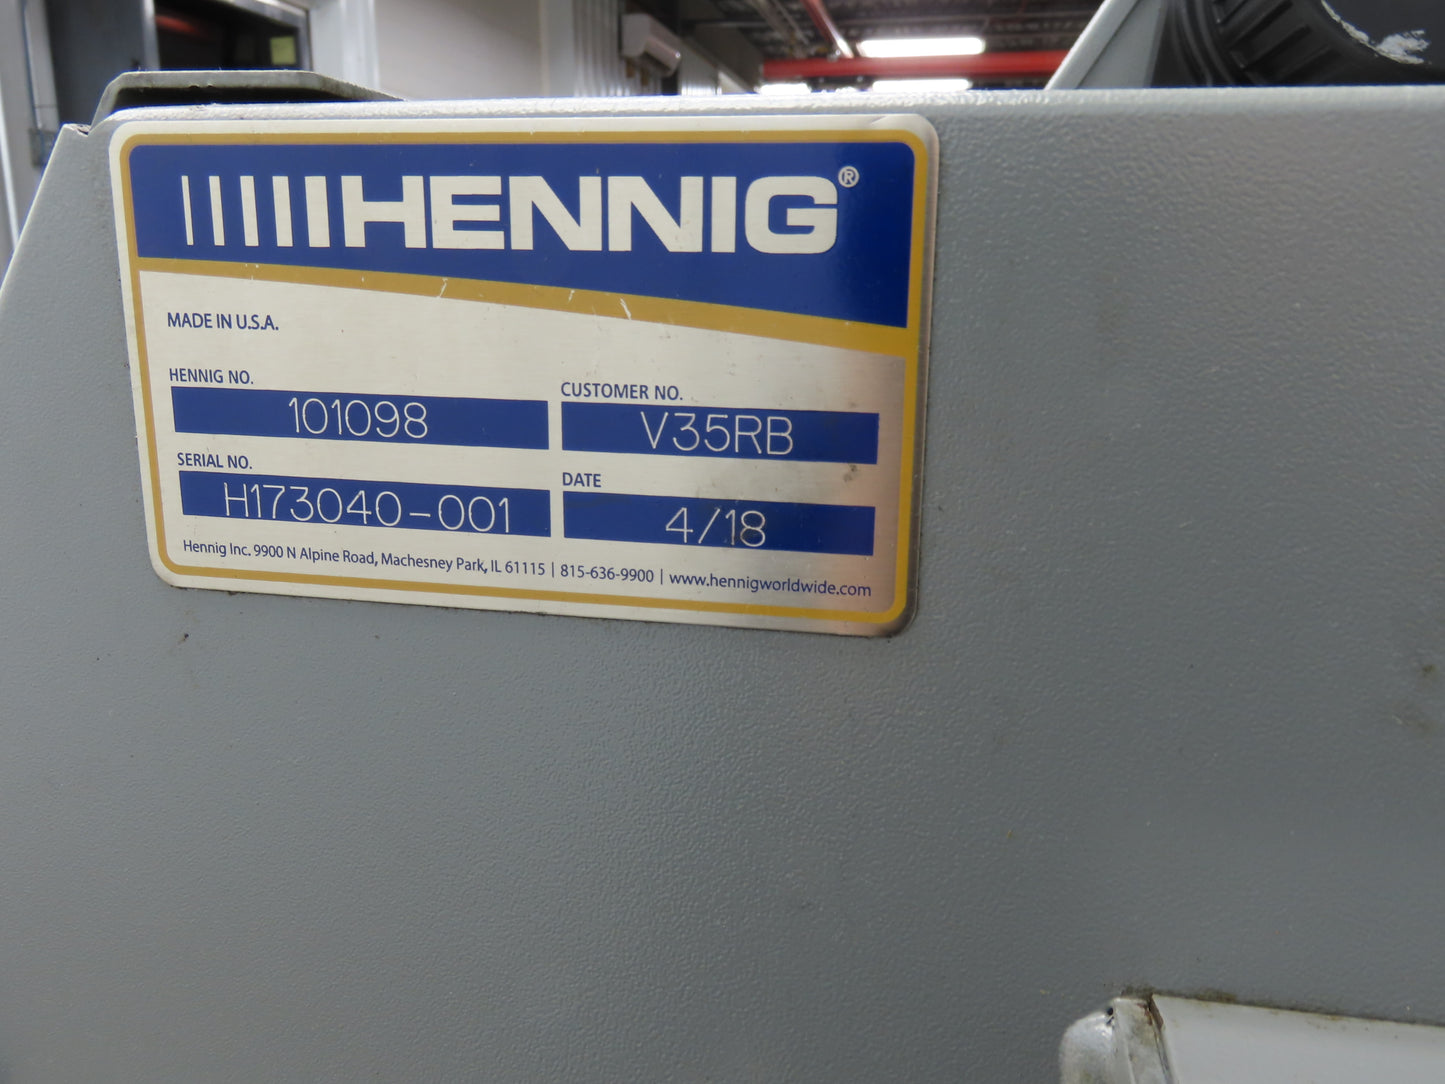 HENNIG®
MADE IN U.S.A.
HENNIG NO.
101098
CUSTOMER NO.
V35RB
SERIAL NO.
H173040-001
DATE
4/18
Hennig Inc. 9900 N Alpine Road, Machesney Park, IL 61115 | 815-636-9900 | www.hennigworldwide.com